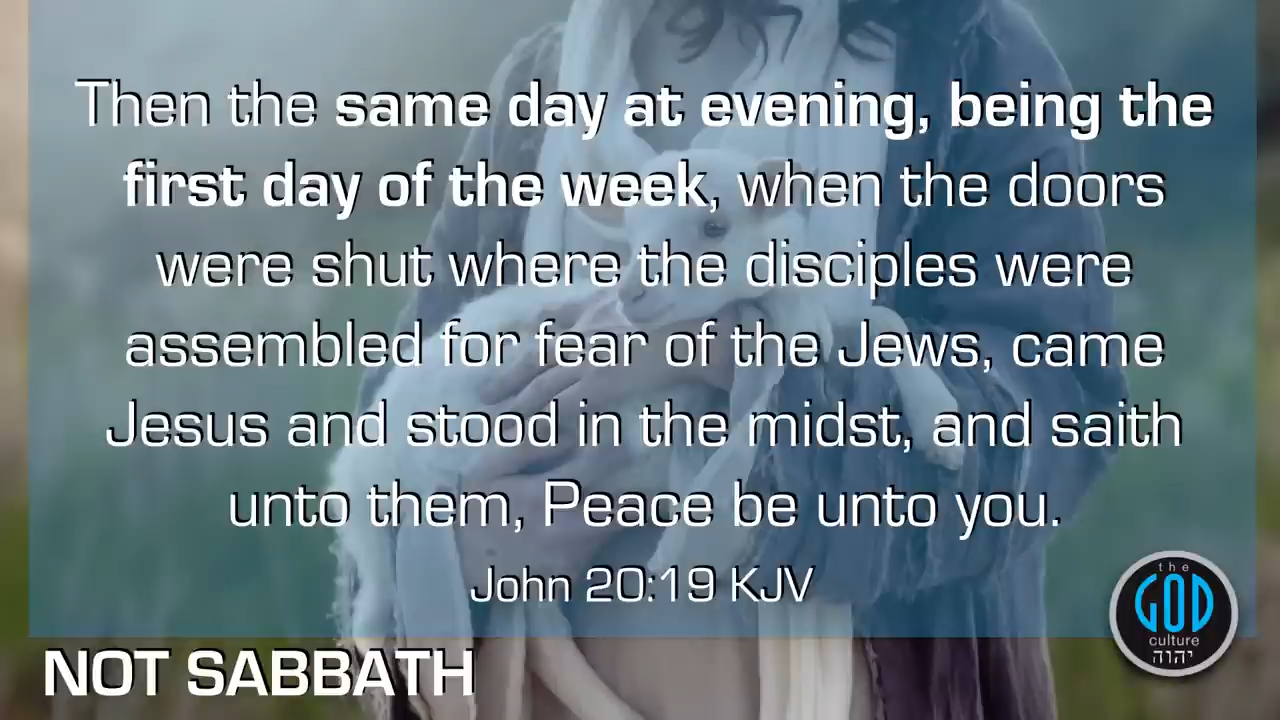 Then the same day at evening, being the
first day of the week, when the doors
were shut where the disciples were
assembled for fear of the Jews, came
Jesus and stood in the midst, and saith
unto them, Peace be unto you.
John 20:19 KJV
NOT SABBATH
the
GOD
culture
יהוה